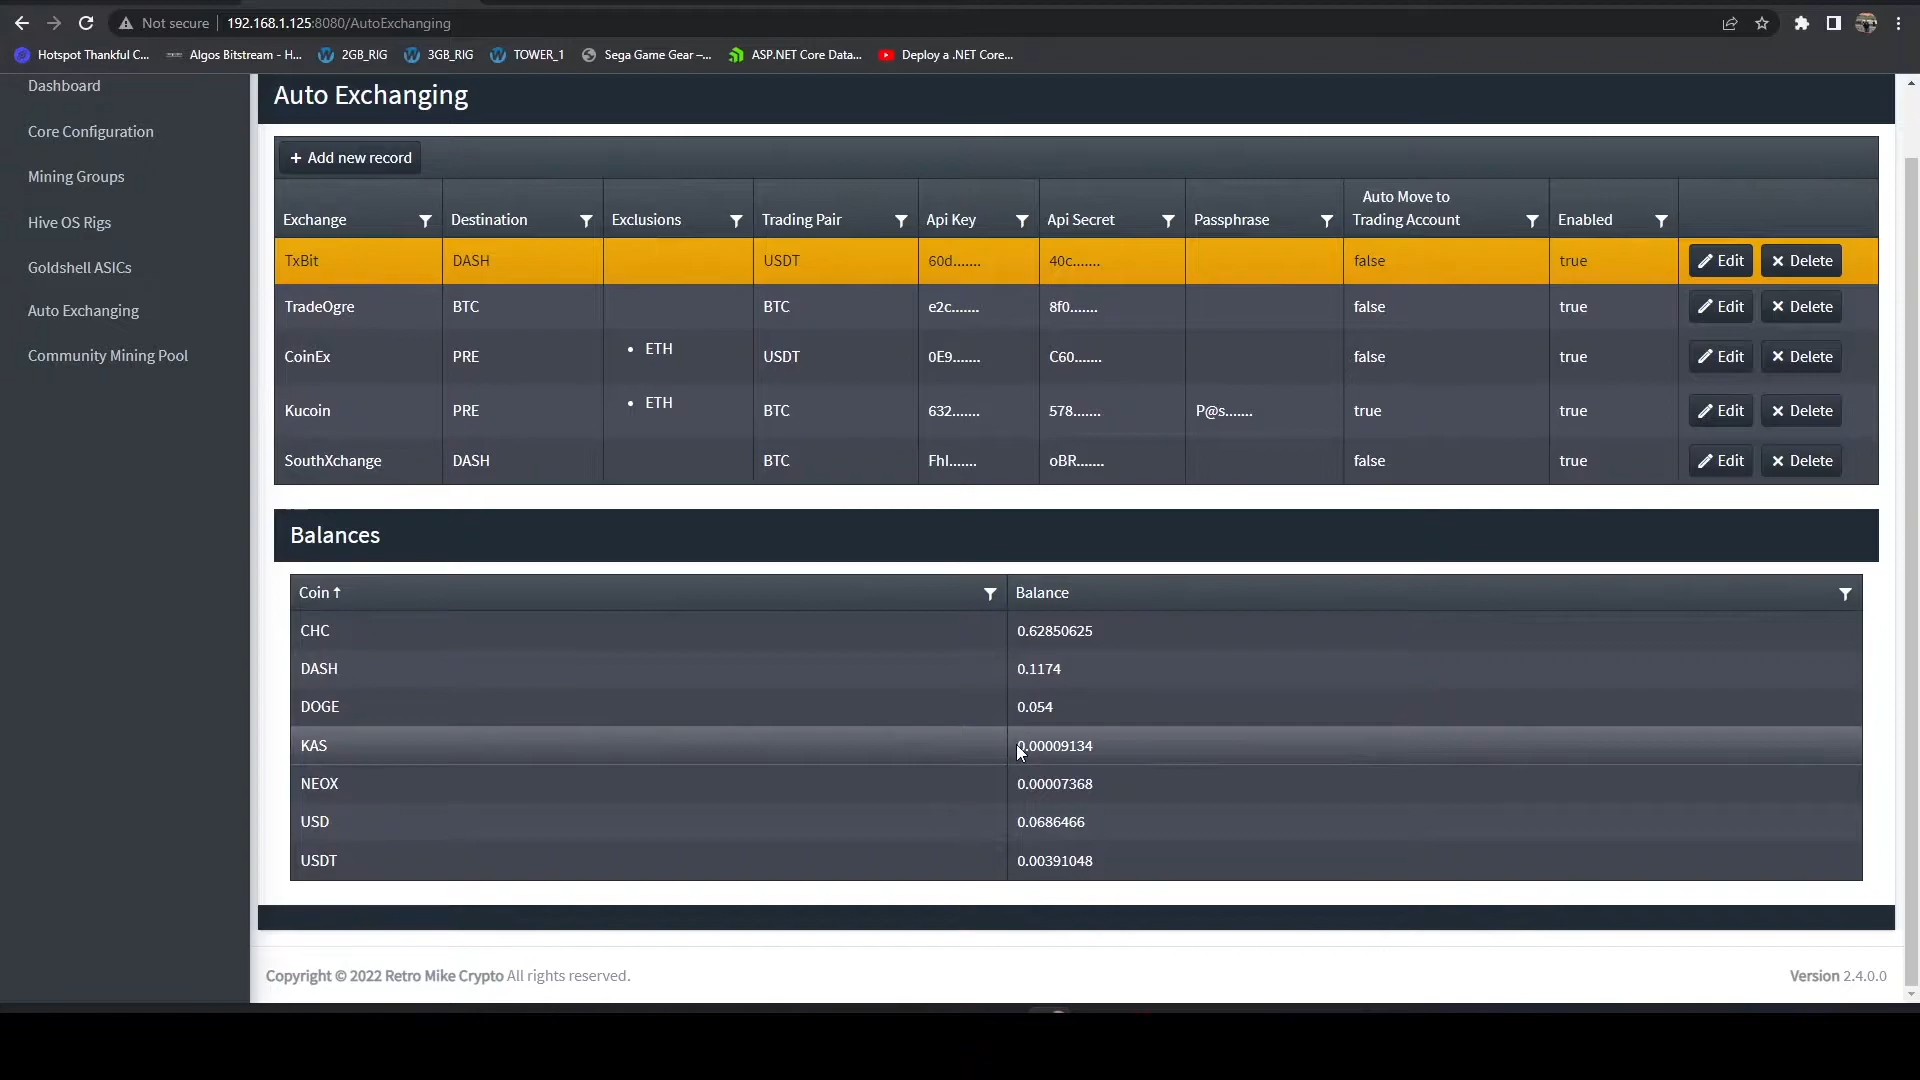 Not secure 192.168.1.125:8080/AutoExchanging
Hotspot Thankful C... Algos Bitstream - H... 2GB_RIG 3GB_RIG TOWER_1 Sega Game Gear –... ASP.NET Core Data... Deploy a .NET Core...
Dashboard
Core Configuration
Mining Groups
Hive OS Rigs
Goldshell ASICs
Auto Exchanging
Community Mining Pool
Auto Exchanging
+ Add new record
Exchange Destination Exclusions Trading Pair Api Key Api Secret Passphrase Auto Move to Trading Account Enabled
TxBit DASH USDT 60d....... 40c....... false true Edit Delete
TradeOgre BTC BTC e2c....... 8f0....... false true Edit Delete
CoinEx PRE • ETH USDT 0E9....... C60....... false true Edit Delete
Kucoin PRE • ETH BTC 632....... 578....... P@s....... true true Edit Delete
SouthXchange DASH BTC FhI....... oBR....... false true Edit Delete
Balances
Coin ↑ Balance
CHC 0.62850625
DASH 0.1174
DOGE 0.054
KAS 0.00009134
NEOX 0.00007368
USD 0.0686466
USDT 0.00391048
Copyright © 2022 Retro Mike Crypto All rights reserved. Version 2.4.0.0